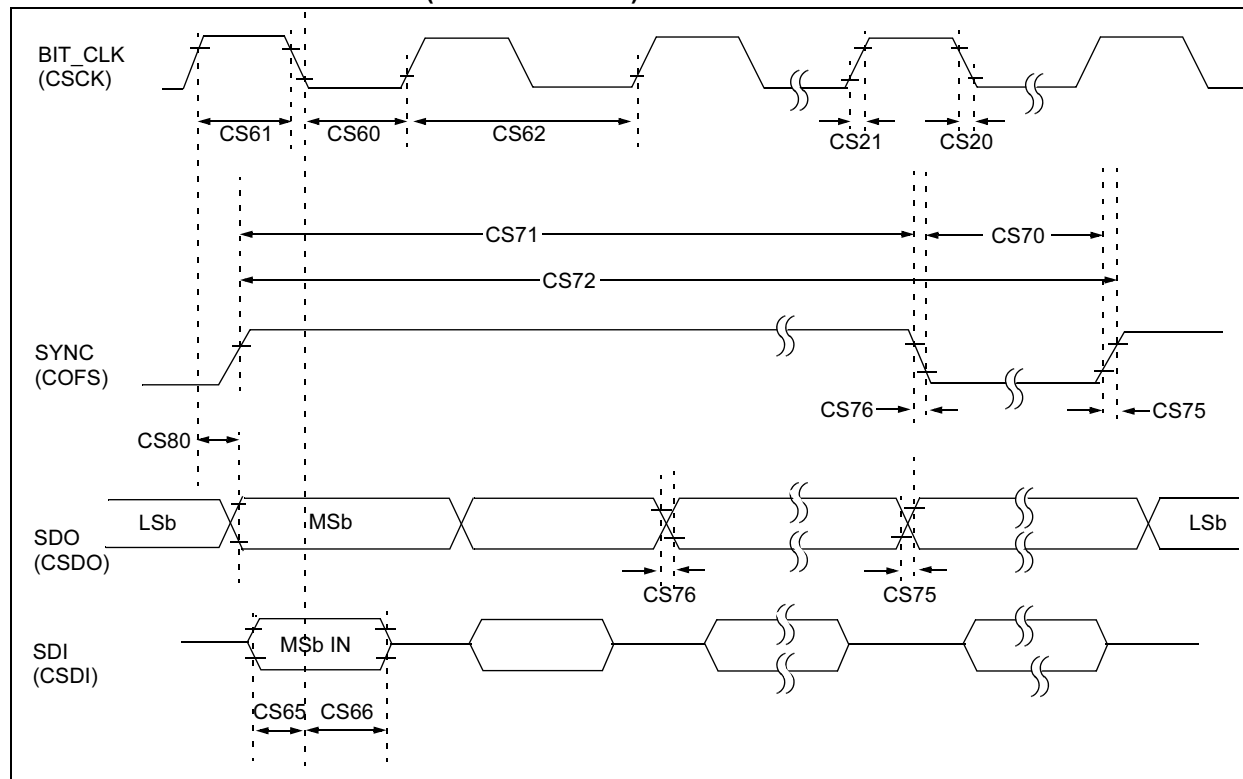 BIT_CLK
(CSCK)
CS61
CS60
CS62
CS21
CS20
CS71
CS70
CS72
SYNC
(COFS)
CS76
CS75
CS80
LSb
MSb
LSb
SDO
(CSDO)
CS76
CS75
SDI
(CSDI)
MSb IN
CS65
CS66